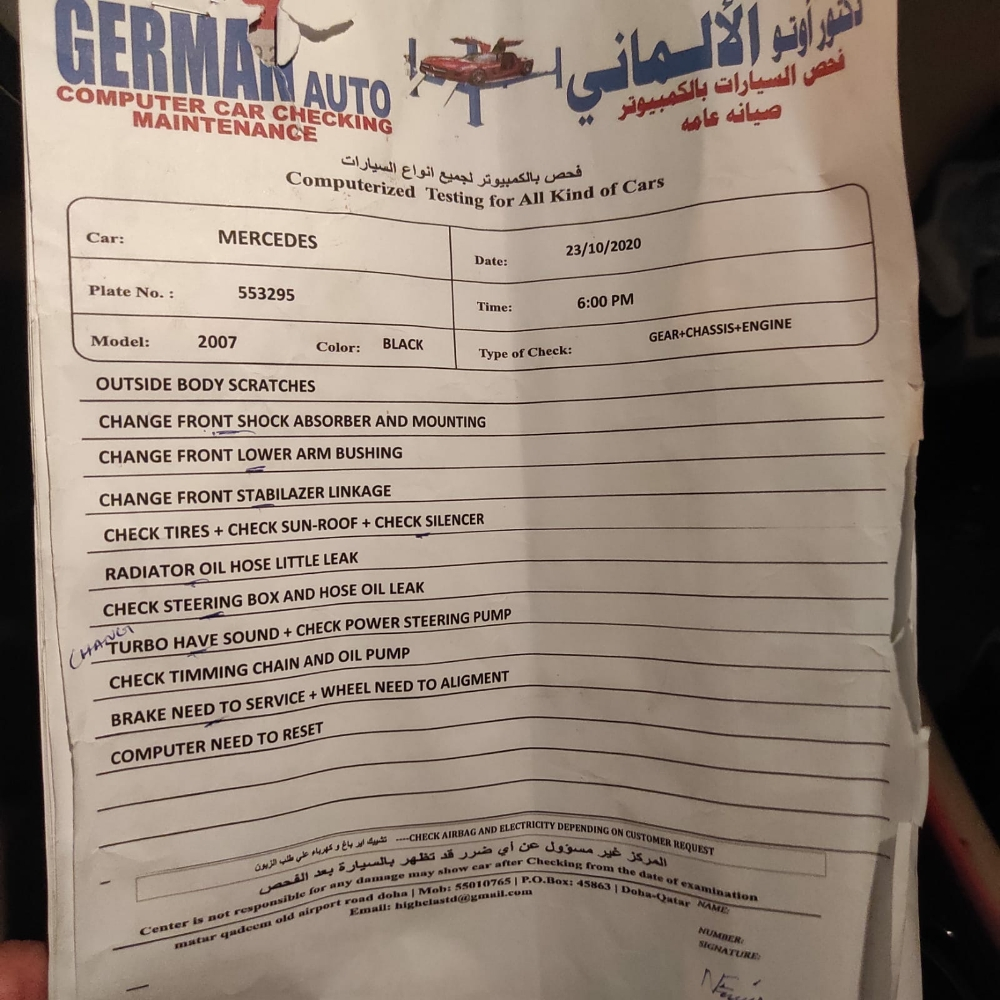 GERMAN AUTO
COMPUTER CAR CHECKING
MAINTENANCE
دكتور أوتو الألماني
فحص السيارات بالكمبيوتر
صيانه عامه
فحص بالكمبيوتر لجميع انواع السيارات
Computerized Testing for All Kind of Cars
Car: MERCEDES
Date: 23/10/2020
Plate No. : 553295
Time: 6:00 PM
Model: 2007 Color: BLACK
Type of Check: GEAR+CHASSIS+ENGINE
OUTSIDE BODY SCRATCHES
CHANGE FRONT SHOCK ABSORBER AND MOUNTING
CHANGE FRONT LOWER ARM BUSHING
CHANGE FRONT STABILAZER LINKAGE
CHECK TIRES + CHECK SUN-ROOF + CHECK SILENCER
RADIATOR OIL HOSE LITTLE LEAK
CHECK STEERING BOX AND HOSE OIL LEAK
CHANGE TURBO HAVE SOUND + CHECK POWER STEERING PUMP
CHECK TIMMING CHAIN AND OIL PUMP
BRAKE NEED TO SERVICE + WHEEL NEED TO ALIGMENT
COMPUTER NEED TO RESET
تشييك اير باغ و كهرباء على طلب الزبون ----CHECK AIRBAG AND ELECTRICITY DEPENDING ON CUSTOMER REQUEST
المركز غير مسؤول عن أي ضرر قد تظهر بالسيارة بعد الفحص
Center is not responsible for any damage may show car after Checking from the date of examination
matar qadeem old airport road doha | Mob: 55010765 | P.O.Box: 45863 | Doha-Qatar
Email: highclastd@gmail.com
NAME:
NUMBER:
SIGNATURE: